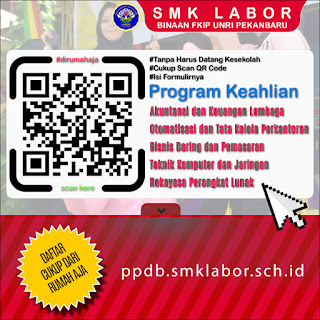 SMK LABOR
BINAAN FKIP UNRI PEKANBARU
#dirumahaja
#Tanpa Harus Datang Kesekolah
#Cukup Scan QR Code
#Isi Formulirnya
Program Keahlian
Akuntansi dan Keuangan Lembaga
Otomatisasi dan Tata Kelola Perkantoran
Bisnis Daring dan Pemasaran
Teknik Komputer dan Jaringan
Rekayasa Perangkat Lunak
scan here
DAFTAR
CUKUP DARI
RUMAH AJA
ppdb.smklabor.sch.id